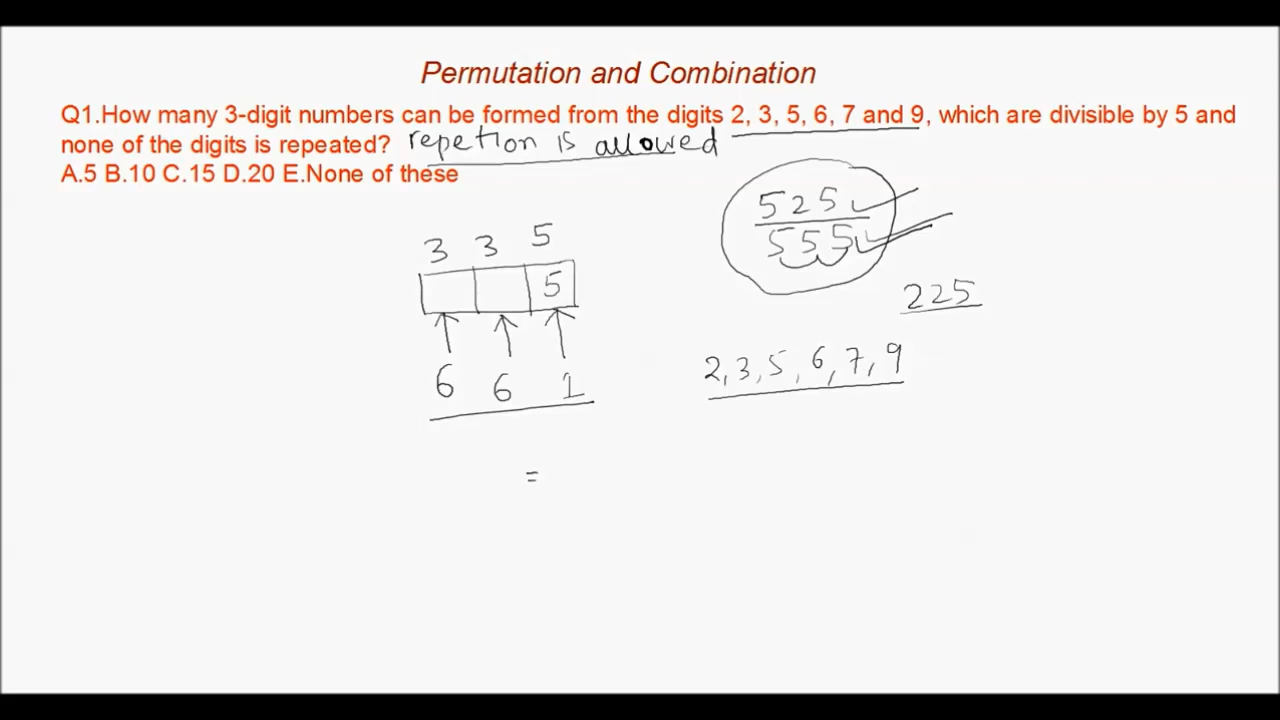 Permutation and Combination
Q1.How many 3-digit numbers can be formed from the digits 2, 3, 5, 6, 7 and 9, which are divisible by 5 and
none of the digits is repeated? repetion is allowed
A.5 B.10 C.15 D.20 E.None of these
525
555
3 3 5
5
225
6 6 1
2, 3, 5, 6, 7, 9
=